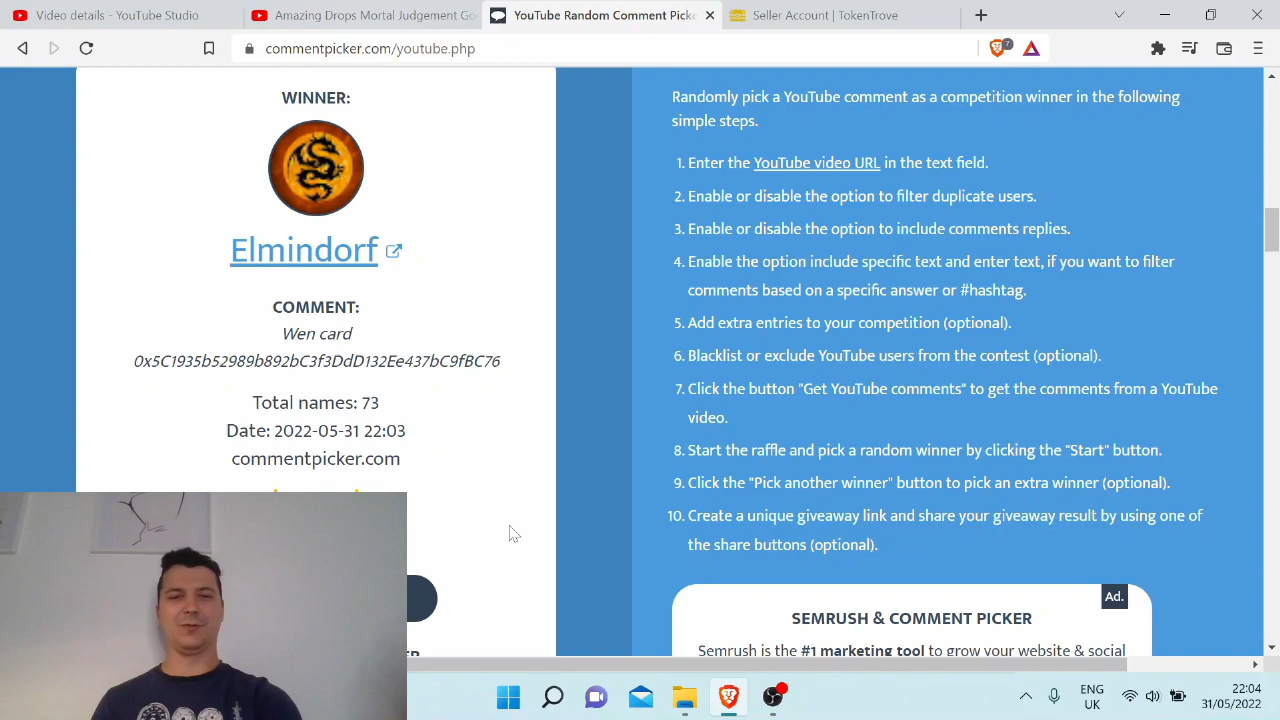 Video details - YouTube Studio
Amazing Drops Mortal Judgement Go
YouTube Random Comment Picke
Seller Account | TokenTrove
commentpicker.com/youtube.php
7
WINNER:
Elmindorf
COMMENT:
Wen card
0x5C1935b52989b892bC3f3DdD132Ee437bC9fBC76
Total names: 73
Date: 2022-05-31 22:03
commentpicker.com
Randomly pick a YouTube comment as a competition winner in the following
simple steps.
1. Enter the YouTube video URL in the text field.
2. Enable or disable the option to filter duplicate users.
3. Enable or disable the option to include comments replies.
4. Enable the option include specific text and enter text, if you want to filter
comments based on a specific answer or #hashtag.
5. Add extra entries to your competition (optional).
6. Blacklist or exclude YouTube users from the contest (optional).
7. Click the button "Get YouTube comments" to get the comments from a YouTube
video.
8. Start the raffle and pick a random winner by clicking the "Start" button.
9. Click the "Pick another winner" button to pick an extra winner (optional).
10. Create a unique giveaway link and share your giveaway result by using one of
the share buttons (optional).
Ad.
SEMRUSH & COMMENT PICKER
Semrush is the #1 marketing tool to grow your website & social
ENG
UK
22:04
31/05/2022